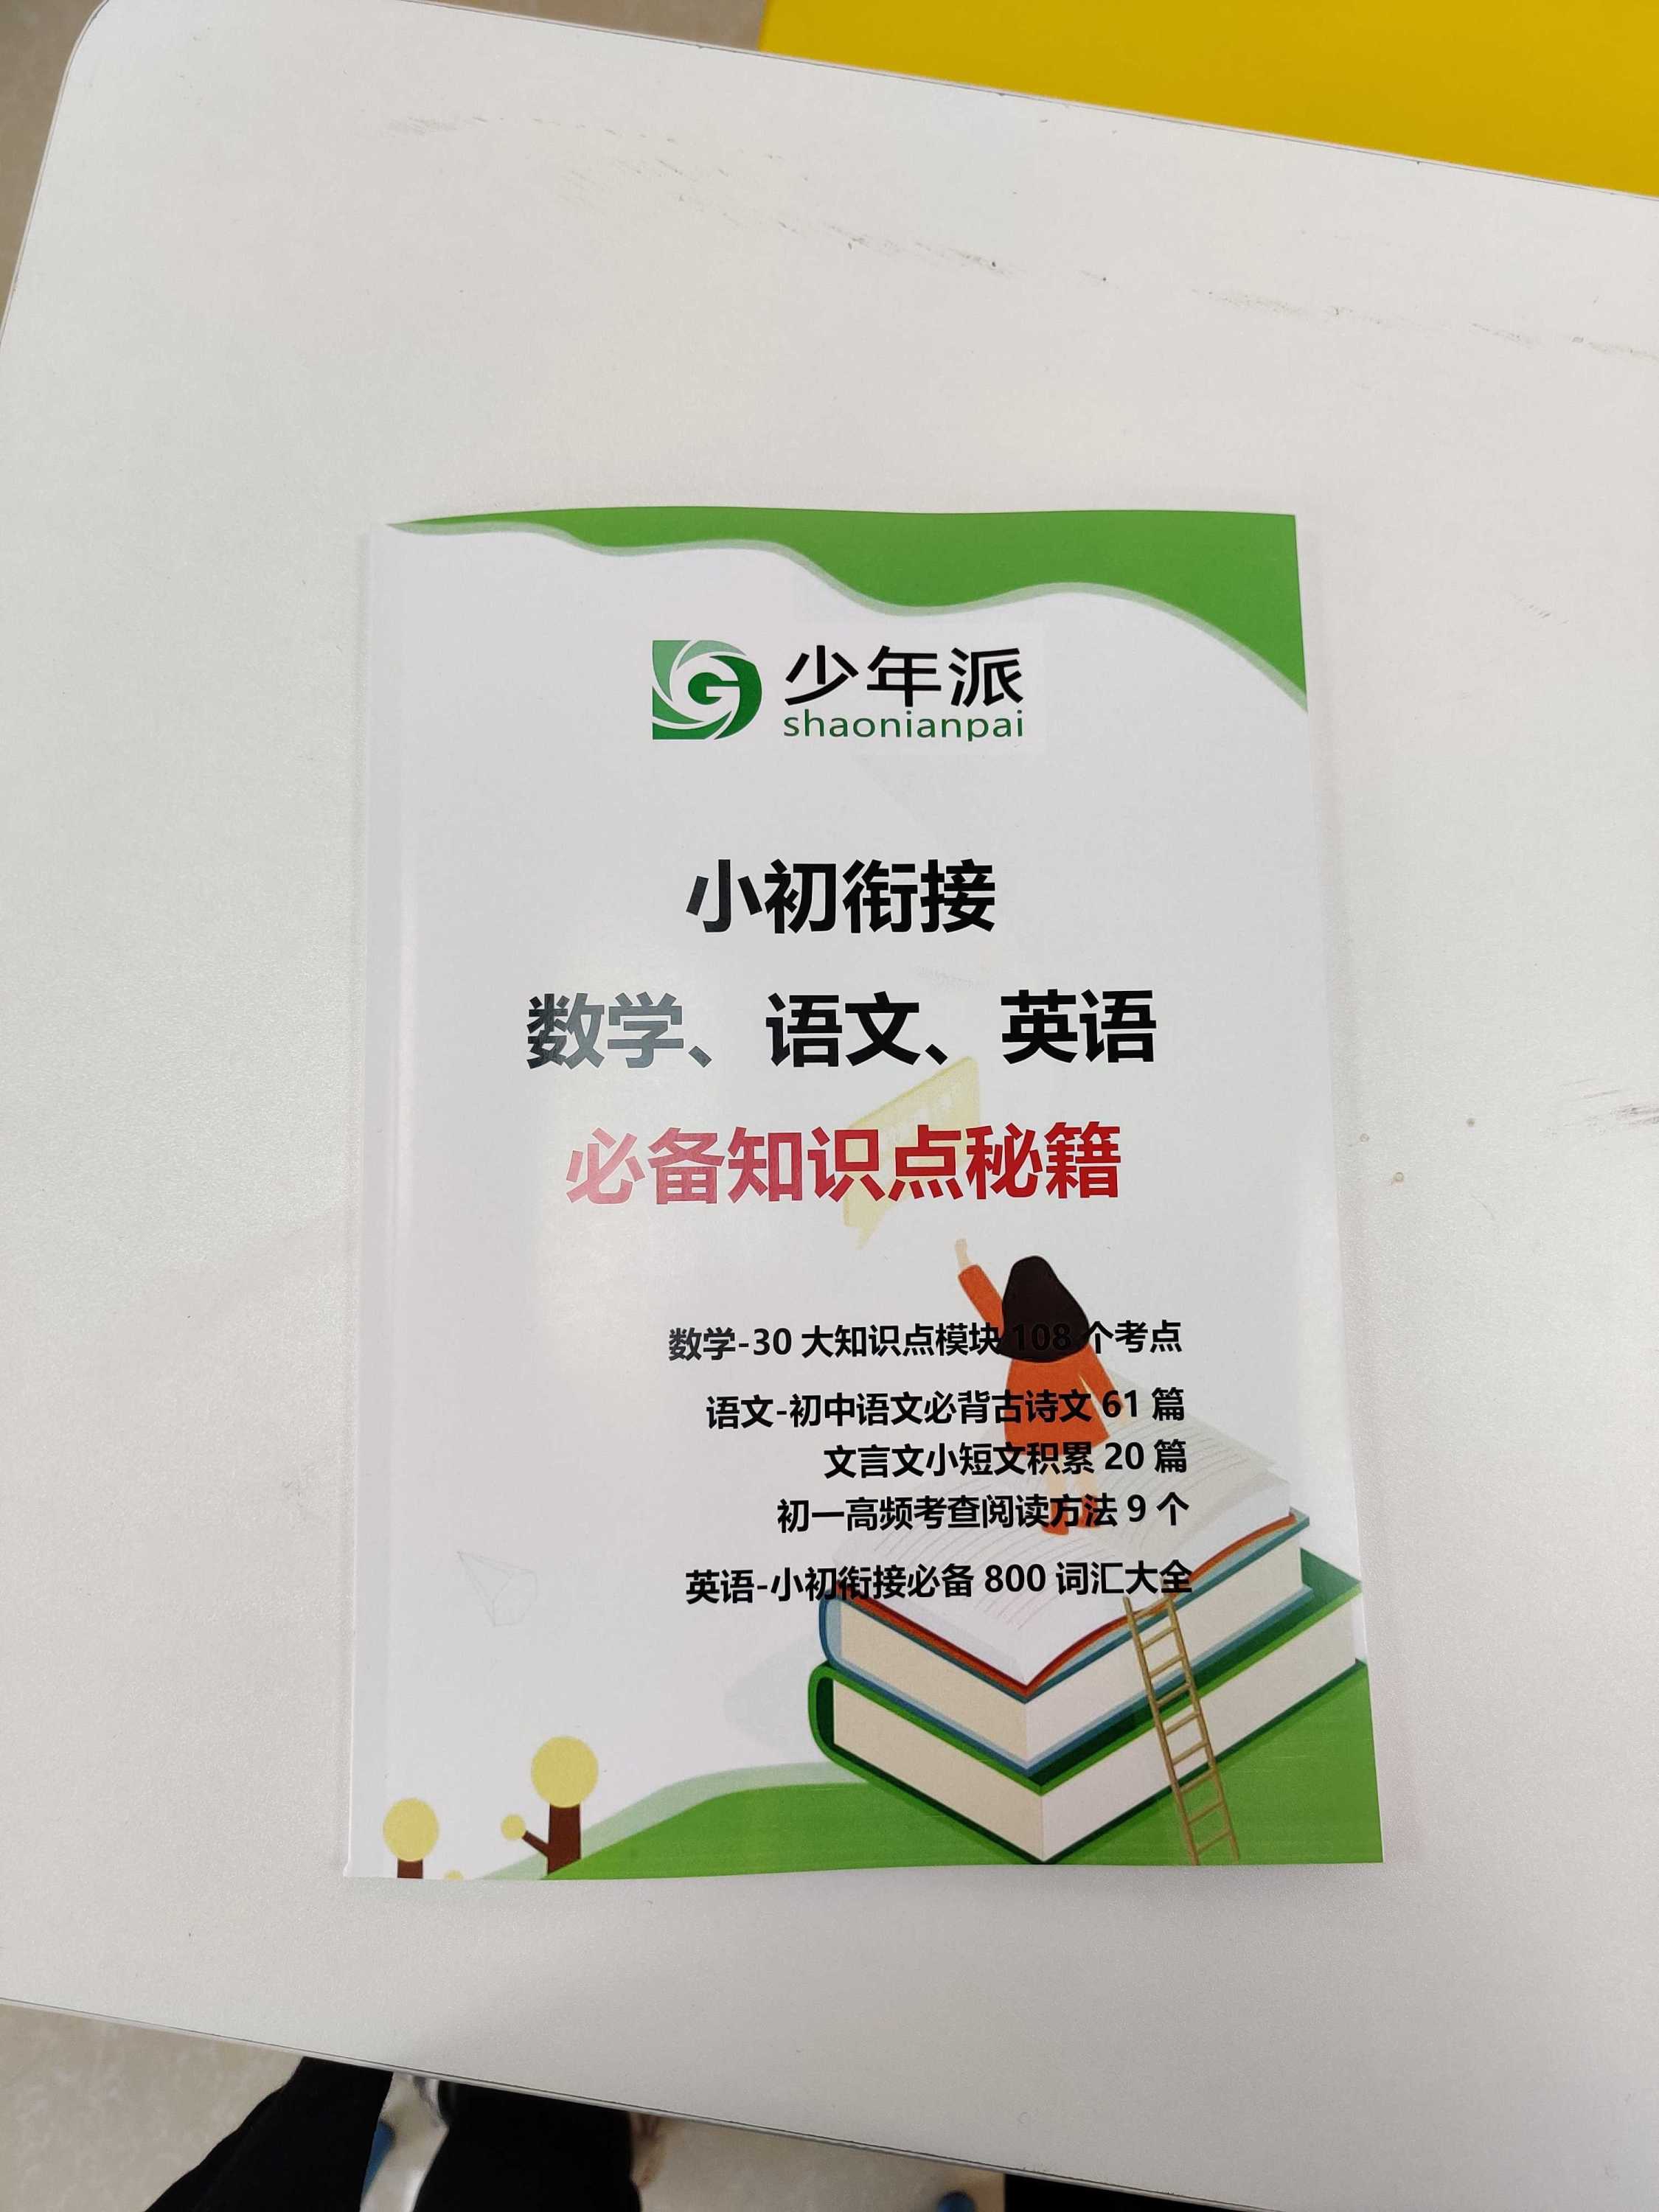 少年派
shaonianpai
小初衔接
数学、语文、英语
必备知识点秘籍
数学-30 大知识点模块 108 个考点
语文-初中语文必背古诗文 61 篇
文言文小短文积累 20 篇
初一高频考查阅读方法 9 个
英语-小初衔接必备 800 词汇大全